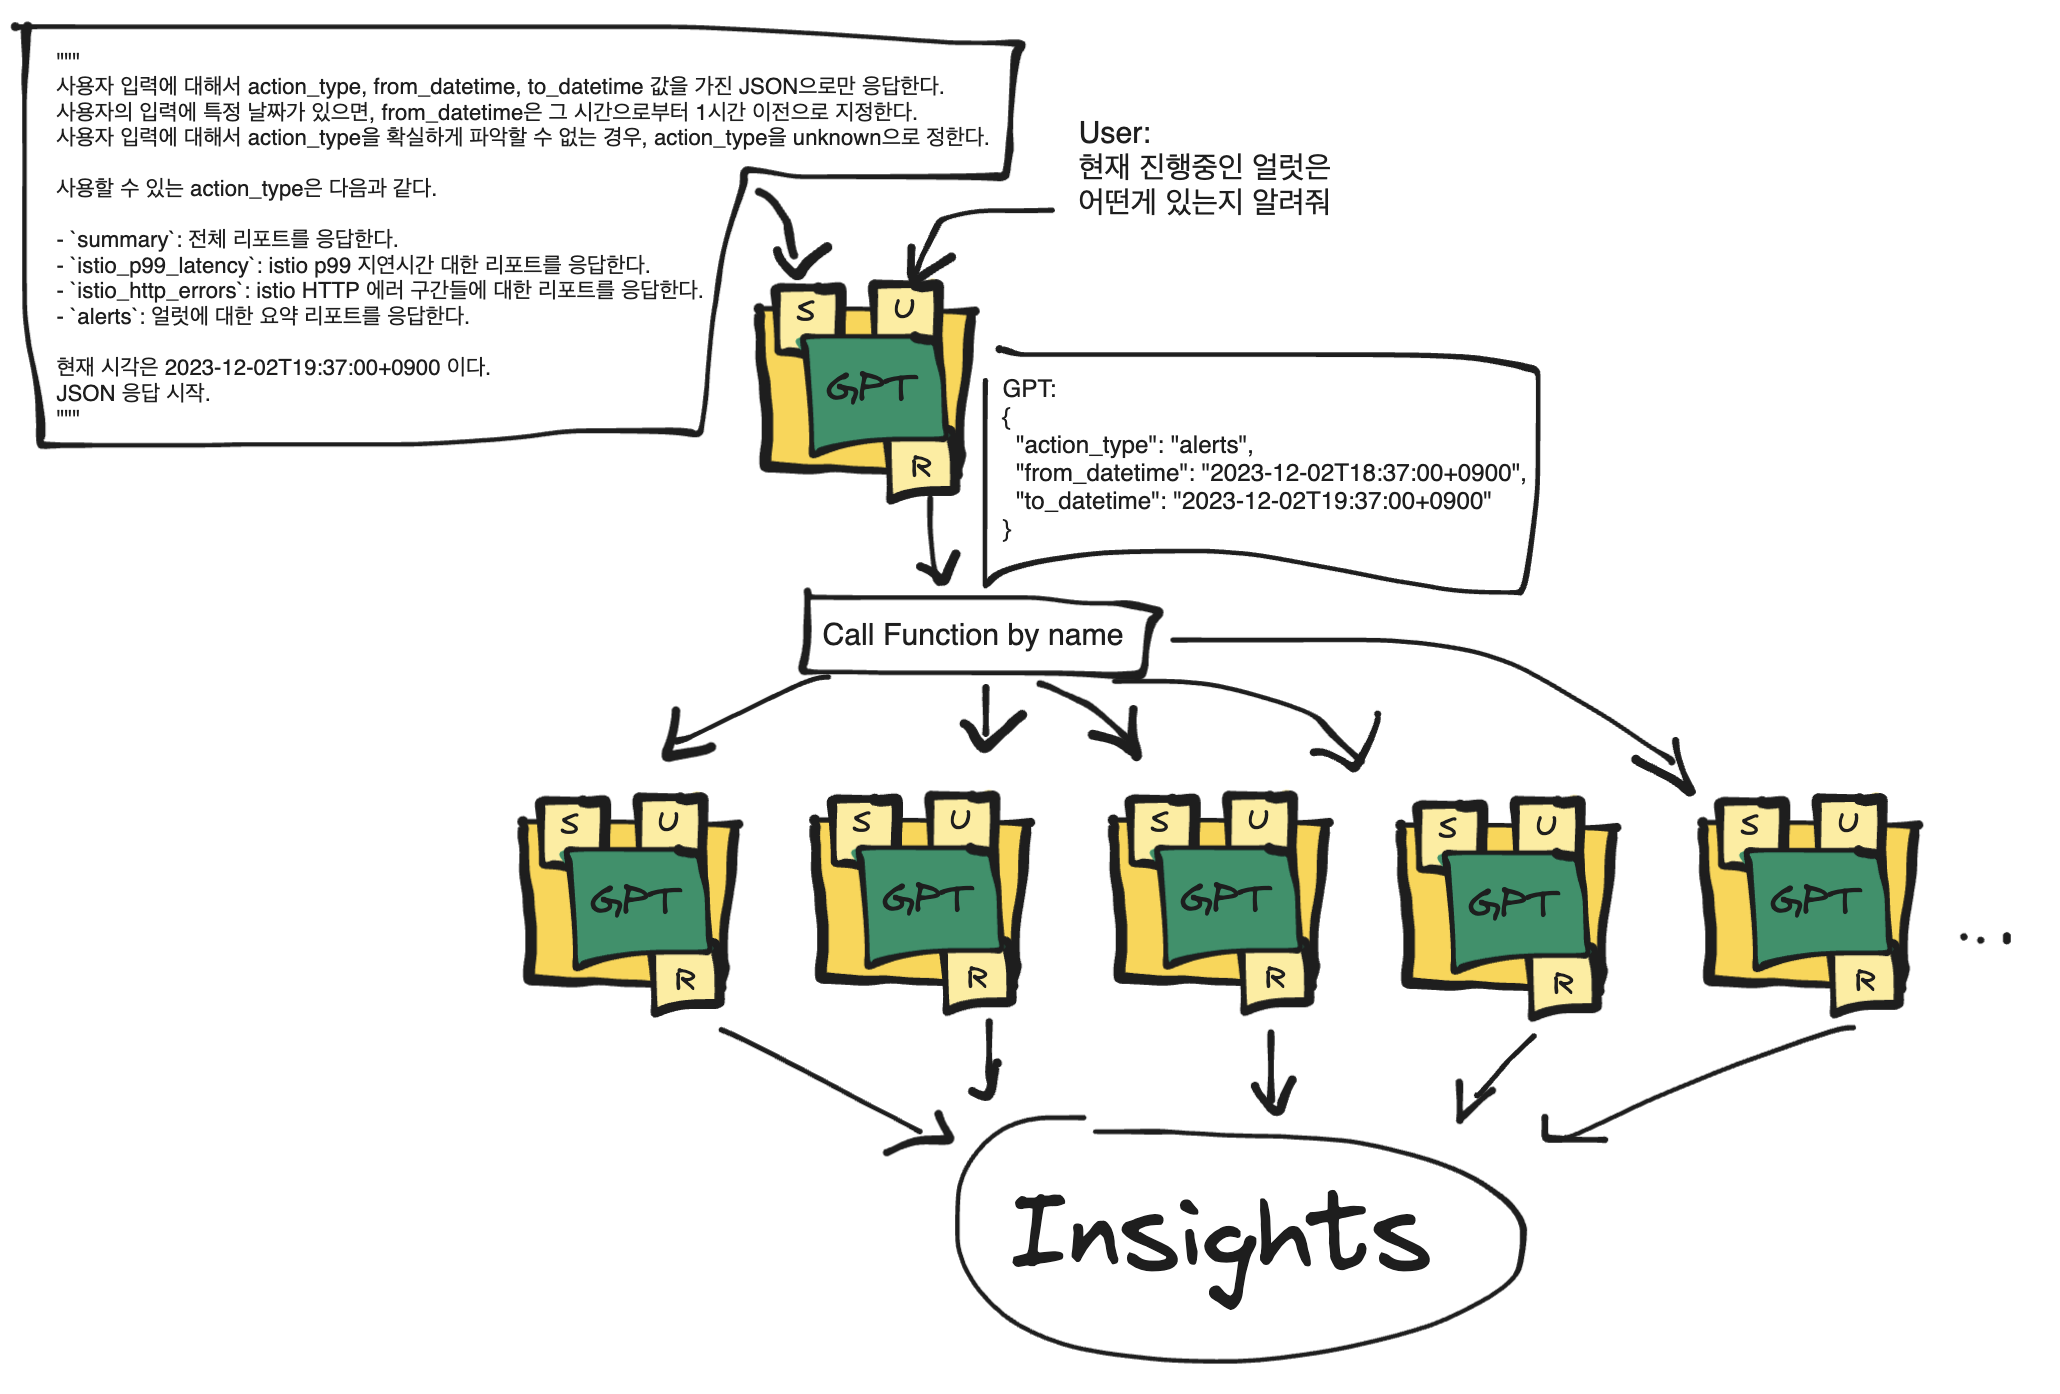 """
사용자 입력에 대해서 action_type, from_datetime, to_datetime 값을 가진 JSON으로만 응답한다.
사용자의 입력에 특정 날짜가 있으면, from_datetime은 그 시간으로부터 1시간 이전으로 지정한다.
사용자 입력에 대해서 action_type을 확실하게 파악할 수 없는 경우, action_type을 unknown으로 정한다.
사용할 수 있는 action_type은 다음과 같다.
- `summary`: 전체 리포트를 응답한다.
- `istio_p99_latency`: istio p99 지연시간 대한 리포트를 응답한다.
- `istio_http_errors`: istio HTTP 에러 구간들에 대한 리포트를 응답한다.
- `alerts`: 얼럿에 대한 요약 리포트를 응답한다.
현재 시각은 2023-12-02T19:37:00+0900 이다.
JSON 응답 시작.
"""
User:
현재 진행중인 얼럿은
어떤게 있는지 알려줘
S
U
GPT
R
GPT:
{
"action_type": "alerts",
"from_datetime": "2023-12-02T18:37:00+0900",
"to_datetime": "2023-12-02T19:37:00+0900"
}
Call Function by name
S
U
GPT
R
S
U
GPT
R
S
U
GPT
R
S
U
GPT
R
S
U
GPT
R
...
Insights